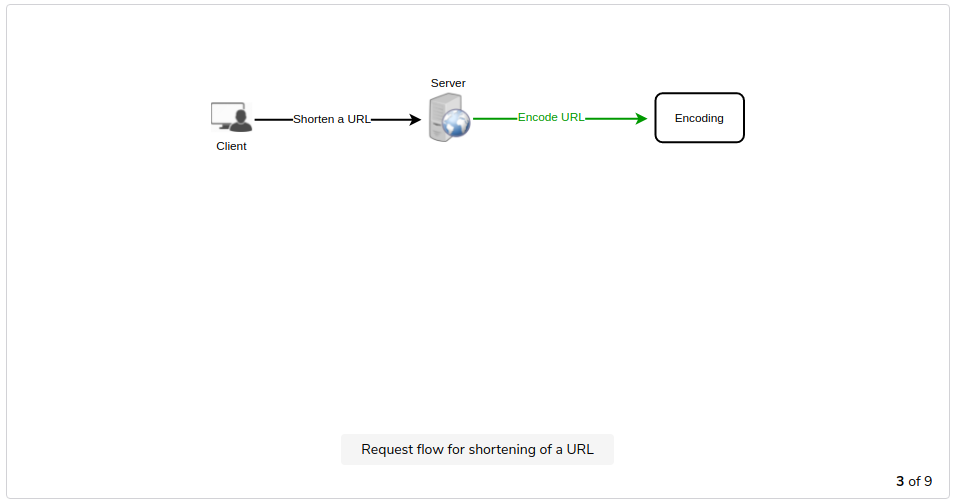 Server
Shorten a URL
Encode URL
Encoding
Client
Request flow for shortening of a URL
3 of 9